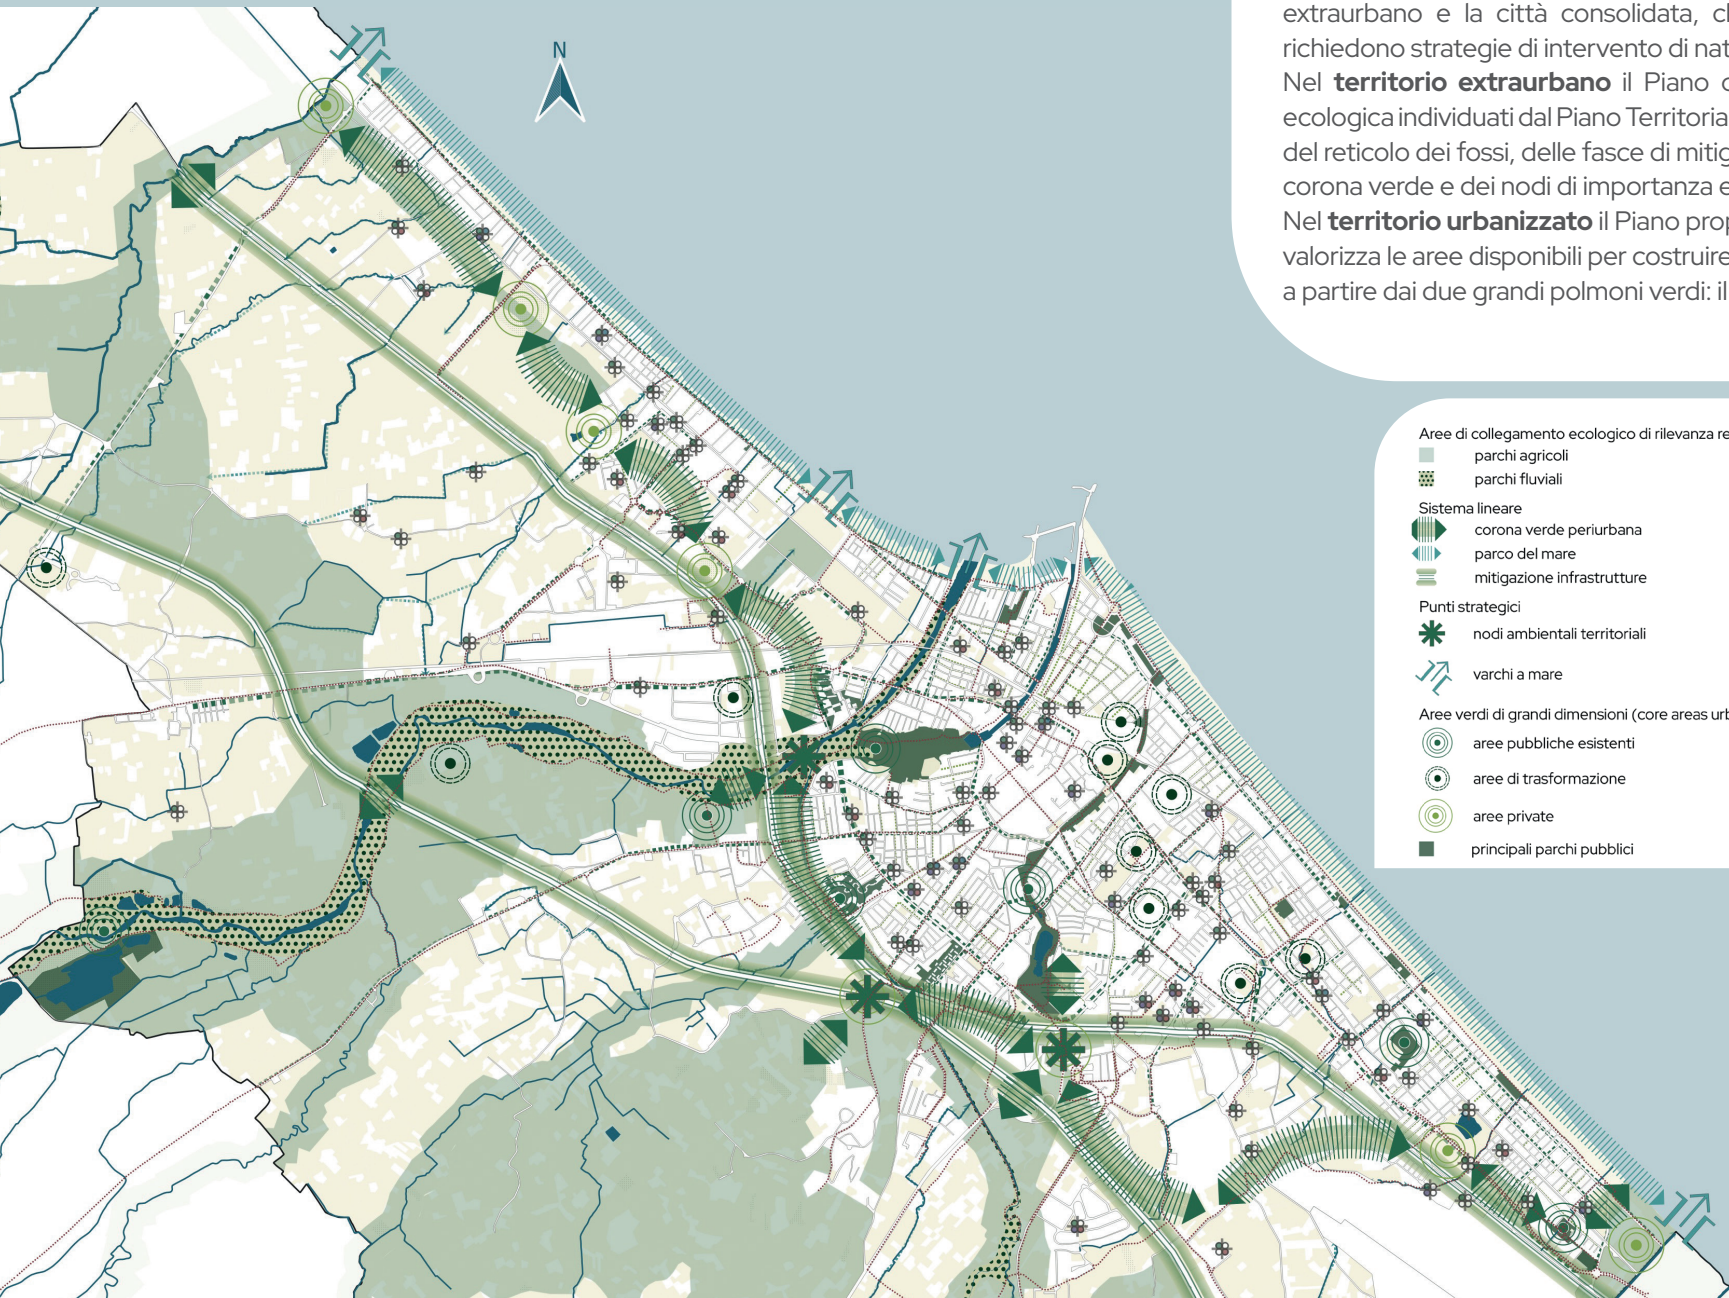 extraurbano e la città consolidata, cl
richiedono strategie di intervento di nat
Nel territorio extraurbano il Piano
ecologica individuati dal Piano Territoria
del reticolo dei fossi, delle fasce di mitig
corona verde e dei nodi di importanza e
Nel territorio urbanizzato il Piano prop
valorizza le aree disponibili per costruire
a partire dai due grandi polmoni verdi: il
N
Aree di collegamento ecologico di rilevanza re
parchi agricoli
parchi fluviali
Sistema lineare
corona verde periurbana
parco del mare
mitigazione infrastrutture
Punti strategici
nodi ambientali territoriali
varchi a mare
Aree verdi di grandi dimensioni (core areas urb
aree pubbliche esistenti
aree di trasformazione
aree private
principali parchi pubblici